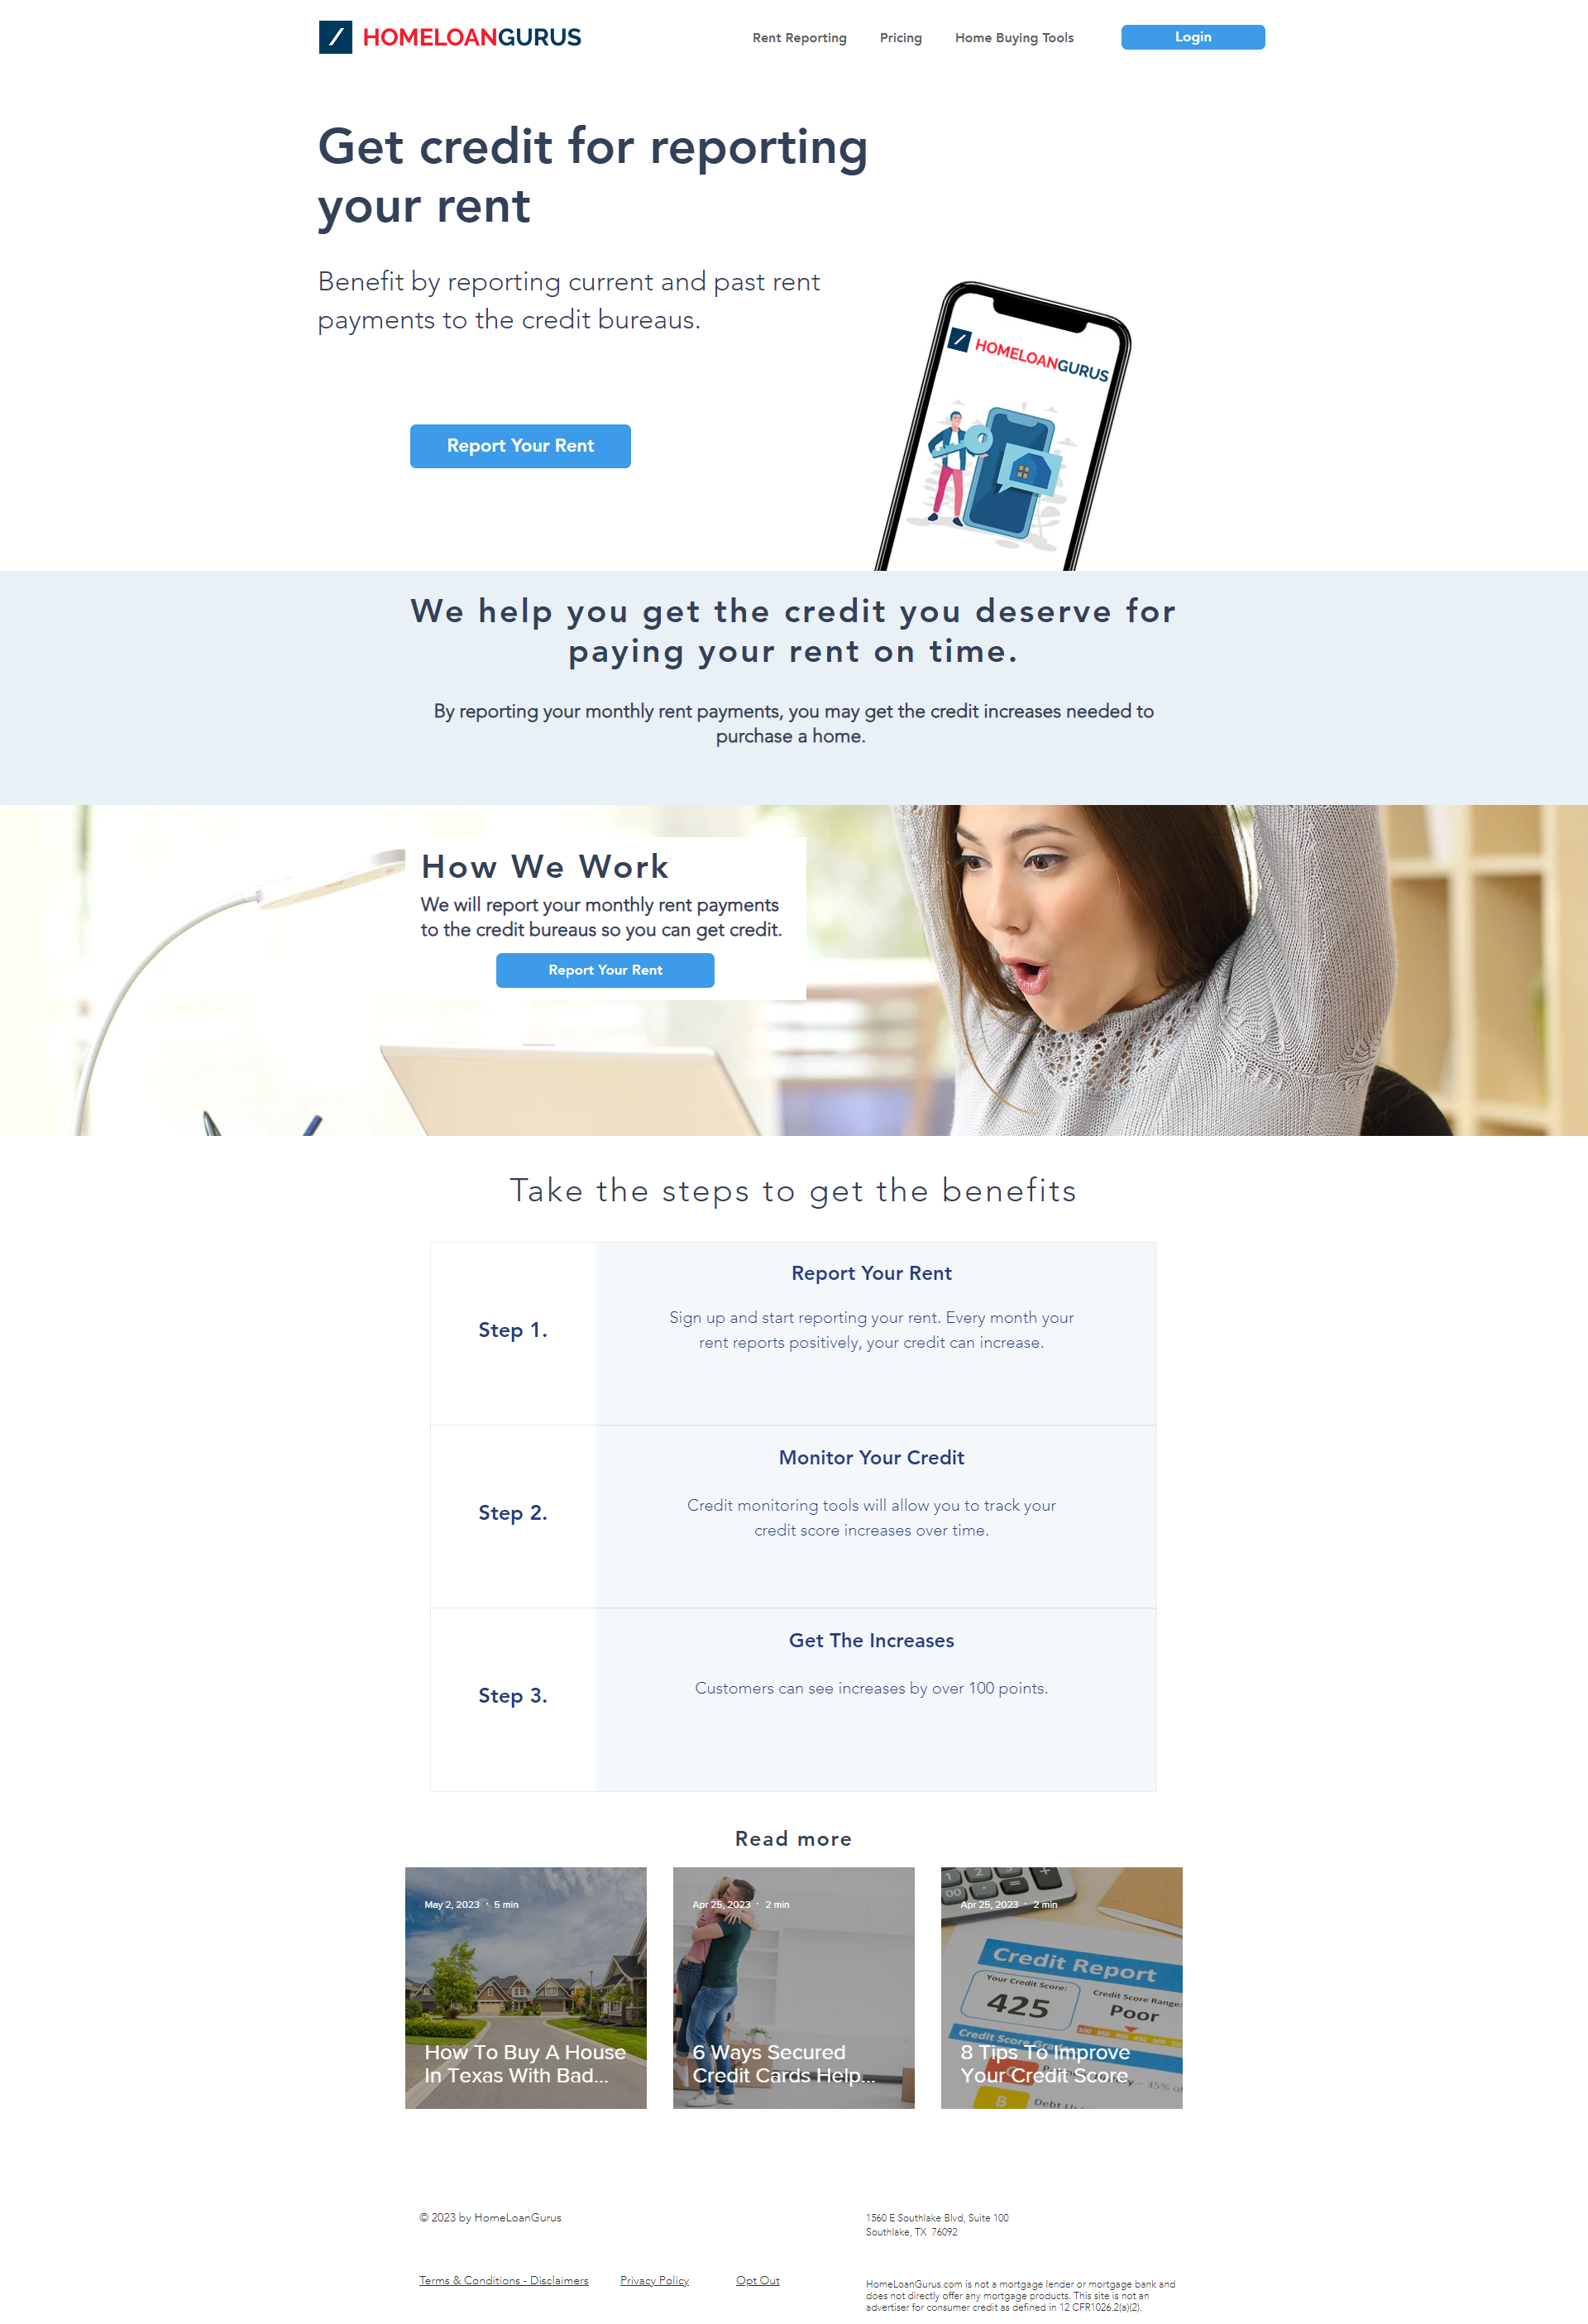 HOMELOANGURUS
Rent Reporting
Pricing
Home Buying Tools
Login
Get credit for reporting
your rent
Benefit by reporting current and past rent
payments to the credit bureaus.
HOMELOANGURUS
Report Your Rent
We help you get the credit you deserve for
paying your rent on time.
By reporting your monthly rent payments, you may get the credit increases needed to
purchase a home.
How We Work
We will report your monthly rent payments
to the credit bureaus so you can get credit.
Report Your Rent
Take the steps to get the benefits
Step 1.
Report Your Rent
Sign up and start reporting your rent. Every month your
rent reports positively, your credit can increase.
Step 2.
Monitor Your Credit
Credit monitoring tools will allow you to track your
credit score increases over time.
Step 3.
Get The Increases
Customers can see increases by over 100 points.
Read more
May 2, 2023 · 5 min
How To Buy A House
In Texas With Bad...
Apr 25, 2023 · 2 min
6 Ways Secured
Credit Cards Help...
Apr 25, 2023 · 2 min
Credit Report
Your Credit Score:
425
Credit Score Range:
Poor
8 Tips To Improve
Your Credit Score
© 2023 by HomeLoanGurus
1560 E Southlake Blvd, Suite 100
Southlake, TX 76092
Terms & Conditions - Disclaimers
Privacy Policy
Opt Out
HomeLoanGurus.com is not a mortgage lender or mortgage bank and
does not directly offer any mortgage products. This site is not an
advertiser for consumer credit as defined in 12 CFR1026.2(a)(2).